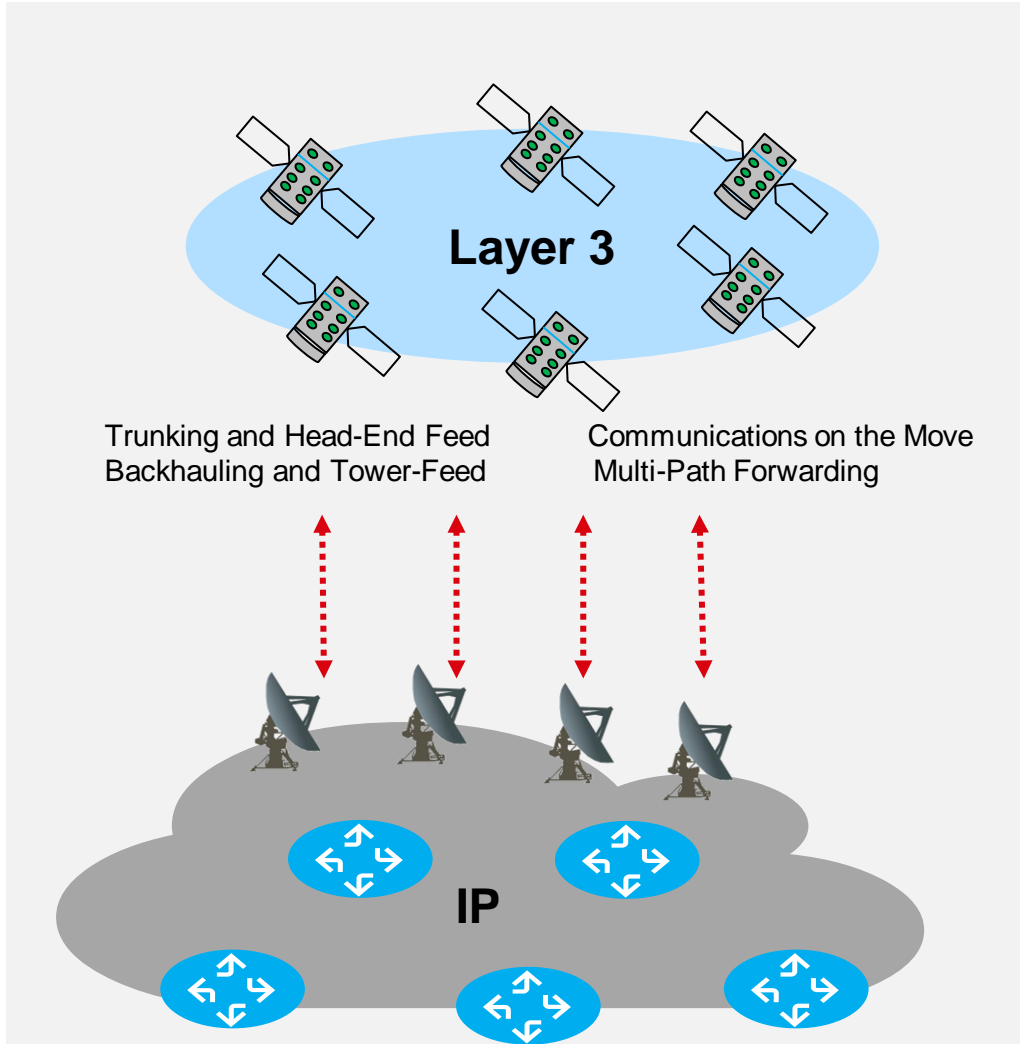 Layer 3
Trunking and Head-End Feed
Backhauling and Tower-Feed
Communications on the Move
Multi-Path Forwarding
IP